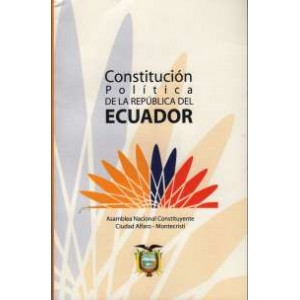 Constitución
Política
DE LA REPÚBLICA DEL
ECUADOR
Asamblea Nacional Constituyente
Ciudad Alfaro - Montecristi